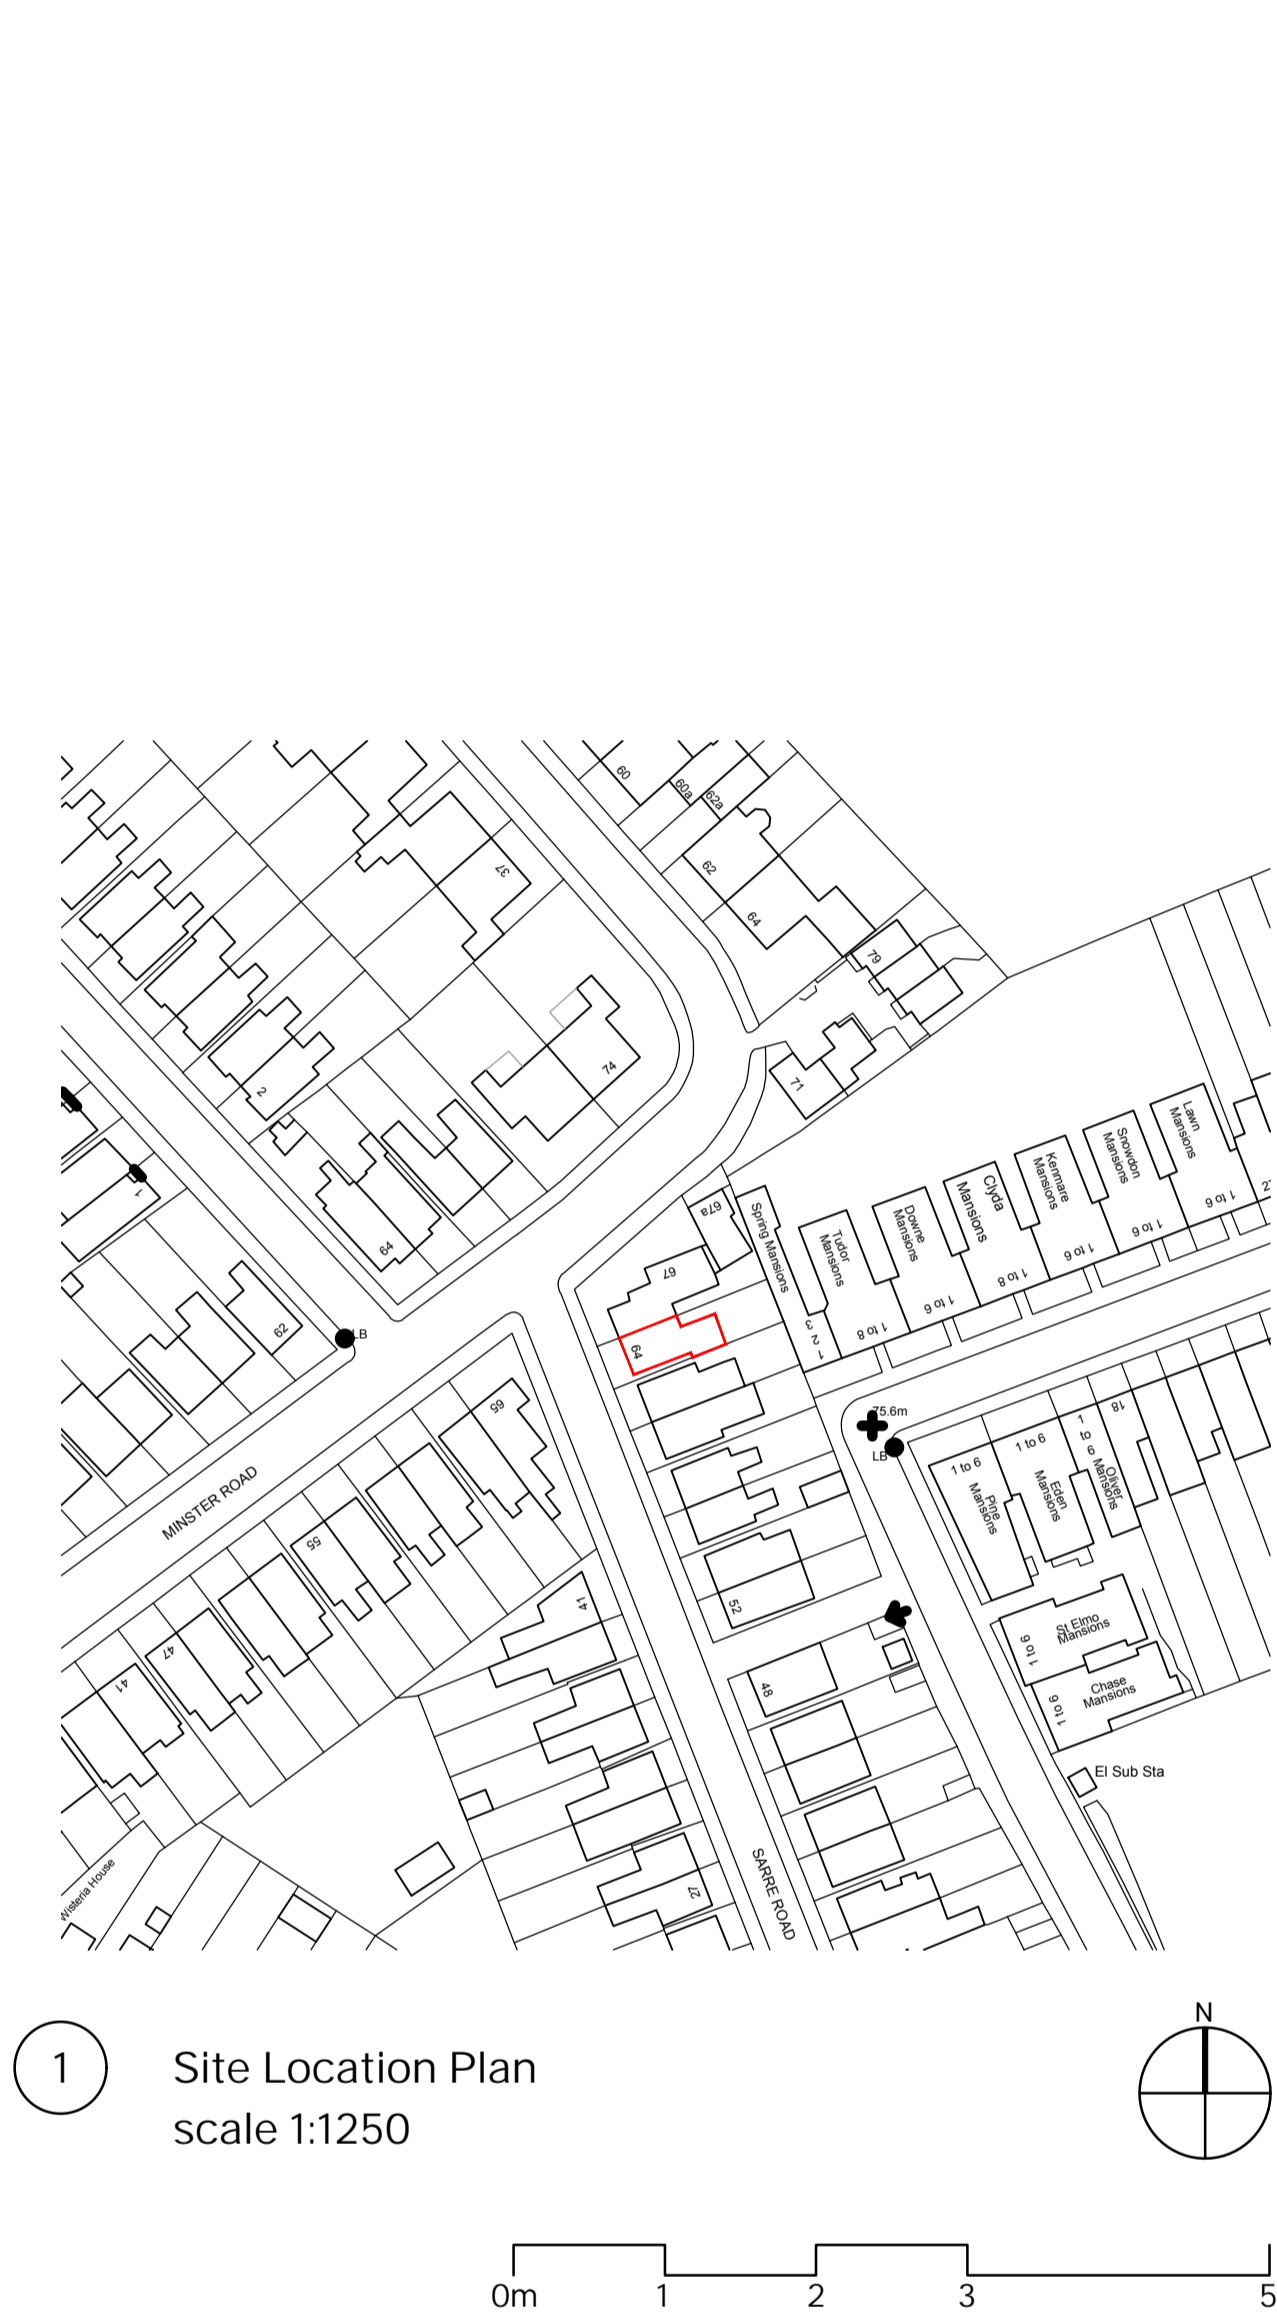 60
60a
62a
37
62
64
79
74
71
2
1
64
62
LB
67a
67
64
Spring Mansions
1 2 3
Tudor
Mansions
1 to 8
Downe
Mansions
1 to 6
Clyda
Mansions
1 to 8
Kenmare
Mansions
1 to 6
Snowdon
Mansions
1 to 6
Lawn
Mansions
1 to 6
75.6m
LB
1 to 6
Pine
Mansions
1 to 6
Eden
Mansions
1
to
6
Oliver
Mansions
18
MINSTER ROAD
65
55
47
41
41
52
48
27
1 to 6
St Elmo
Mansions
1 to 6
Chase
Mansions
El Sub Sta
SARRE ROAD
Wisteria House
1
Site Location Plan
scale 1:1250
N
0m
1
2
3
5